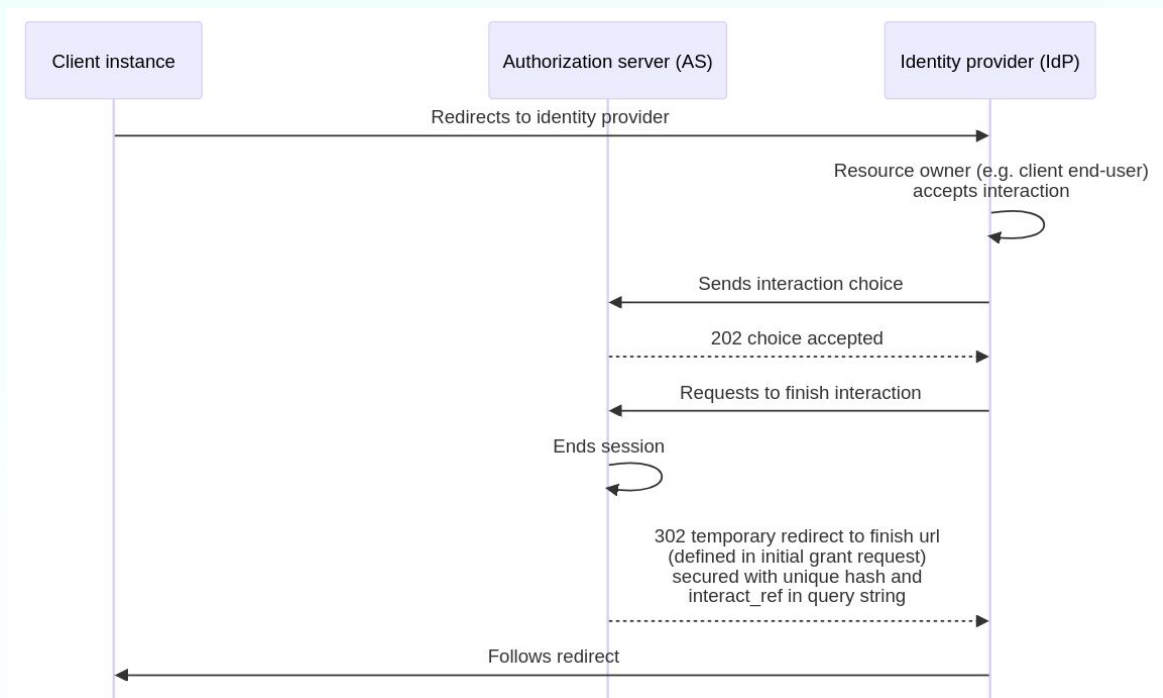 Client instance
Authorization server (AS)
Identity provider (IdP)
Redirects to identity provider
Resource owner (e.g. client end-user)
accepts interaction
Sends interaction choice
202 choice accepted
Requests to finish interaction
Ends session
302 temporary redirect to finish url
(defined in initial grant request)
secured with unique hash and
interact_ref in query string
Follows redirect